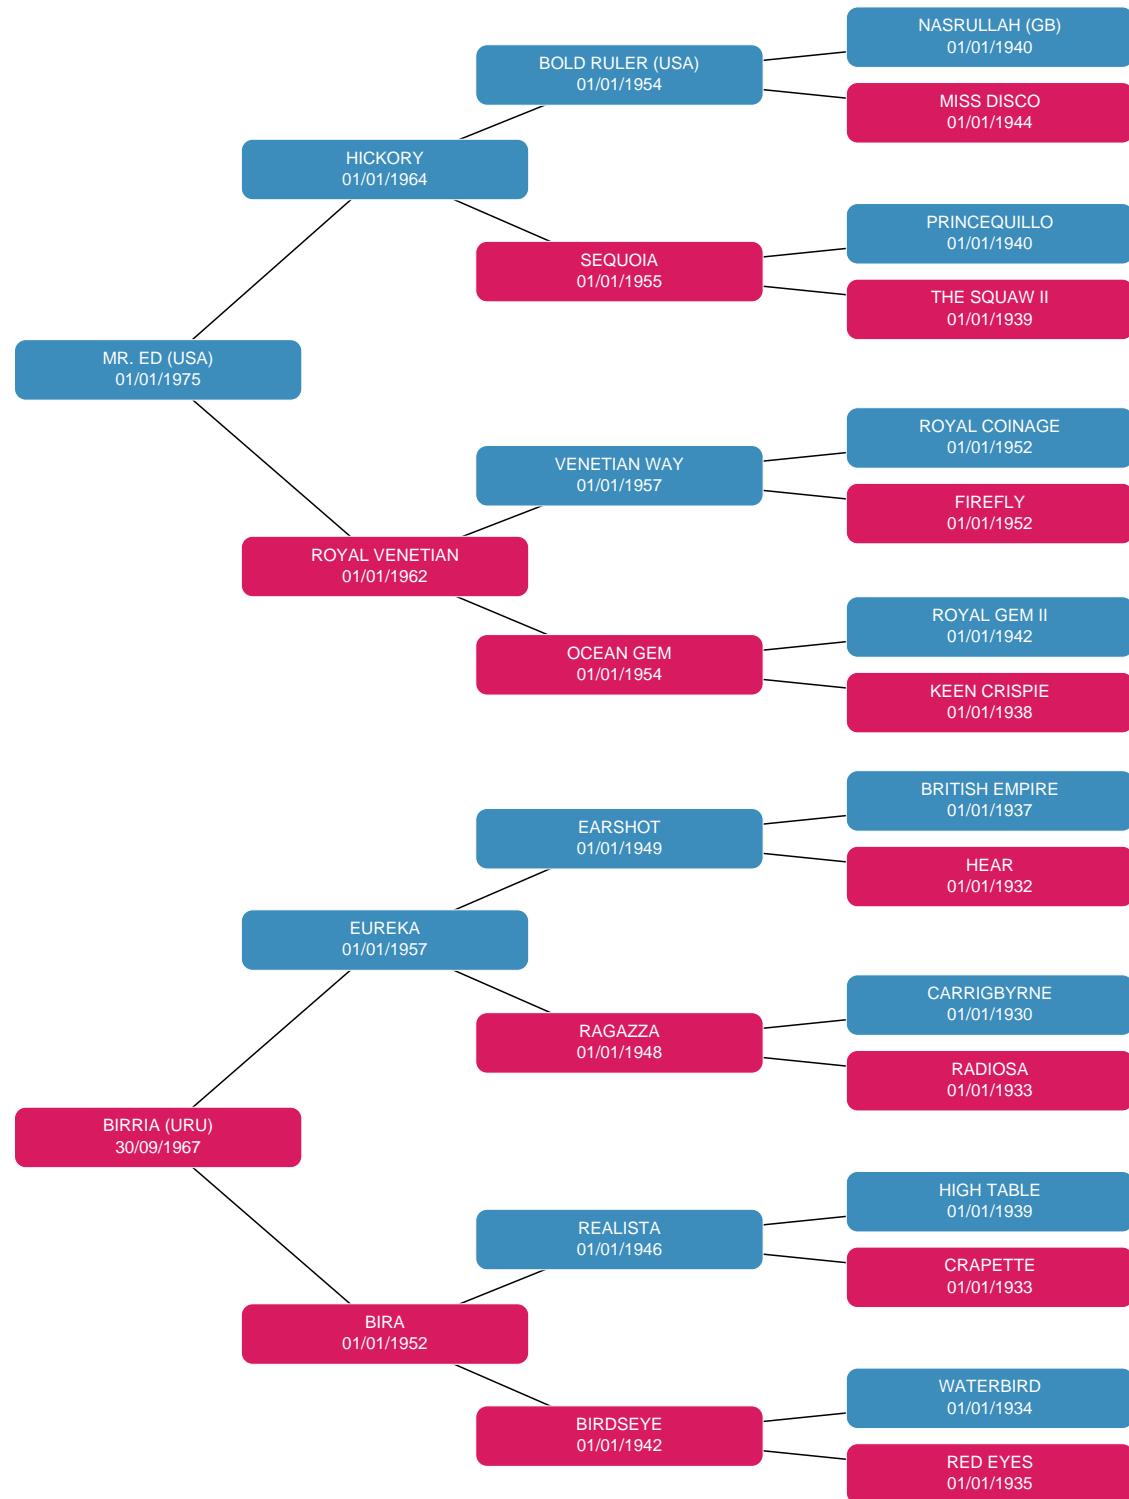 NASRULLAH (GB)
01/01/1940
BOLD RULER (USA)
01/01/1954
MISS DISCO
01/01/1944
HICKORY
01/01/1964
PRINCEQUILLO
01/01/1940
SEQUOIA
01/01/1955
THE SQUAW II
01/01/1939
MR. ED (USA)
01/01/1975
ROYAL COINAGE
01/01/1952
VENETIAN WAY
01/01/1957
FIREFLY
01/01/1952
ROYAL VENETIAN
01/01/1962
ROYAL GEM II
01/01/1942
OCEAN GEM
01/01/1954
KEEN CRISPIE
01/01/1938
BRITISH EMPIRE
01/01/1937
EARSHOT
01/01/1949
HEAR
01/01/1932
EUREKA
01/01/1957
CARRIGBYRNE
01/01/1930
RAGAZZA
01/01/1948
RADIOSA
01/01/1933
BIRRIA (URU)
30/09/1967
HIGH TABLE
01/01/1939
REALISTA
01/01/1946
CRAPETTE
01/01/1933
BIRA
01/01/1952
WATERBIRD
01/01/1934
BIRDSEYE
01/01/1942
RED EYES
01/01/1935